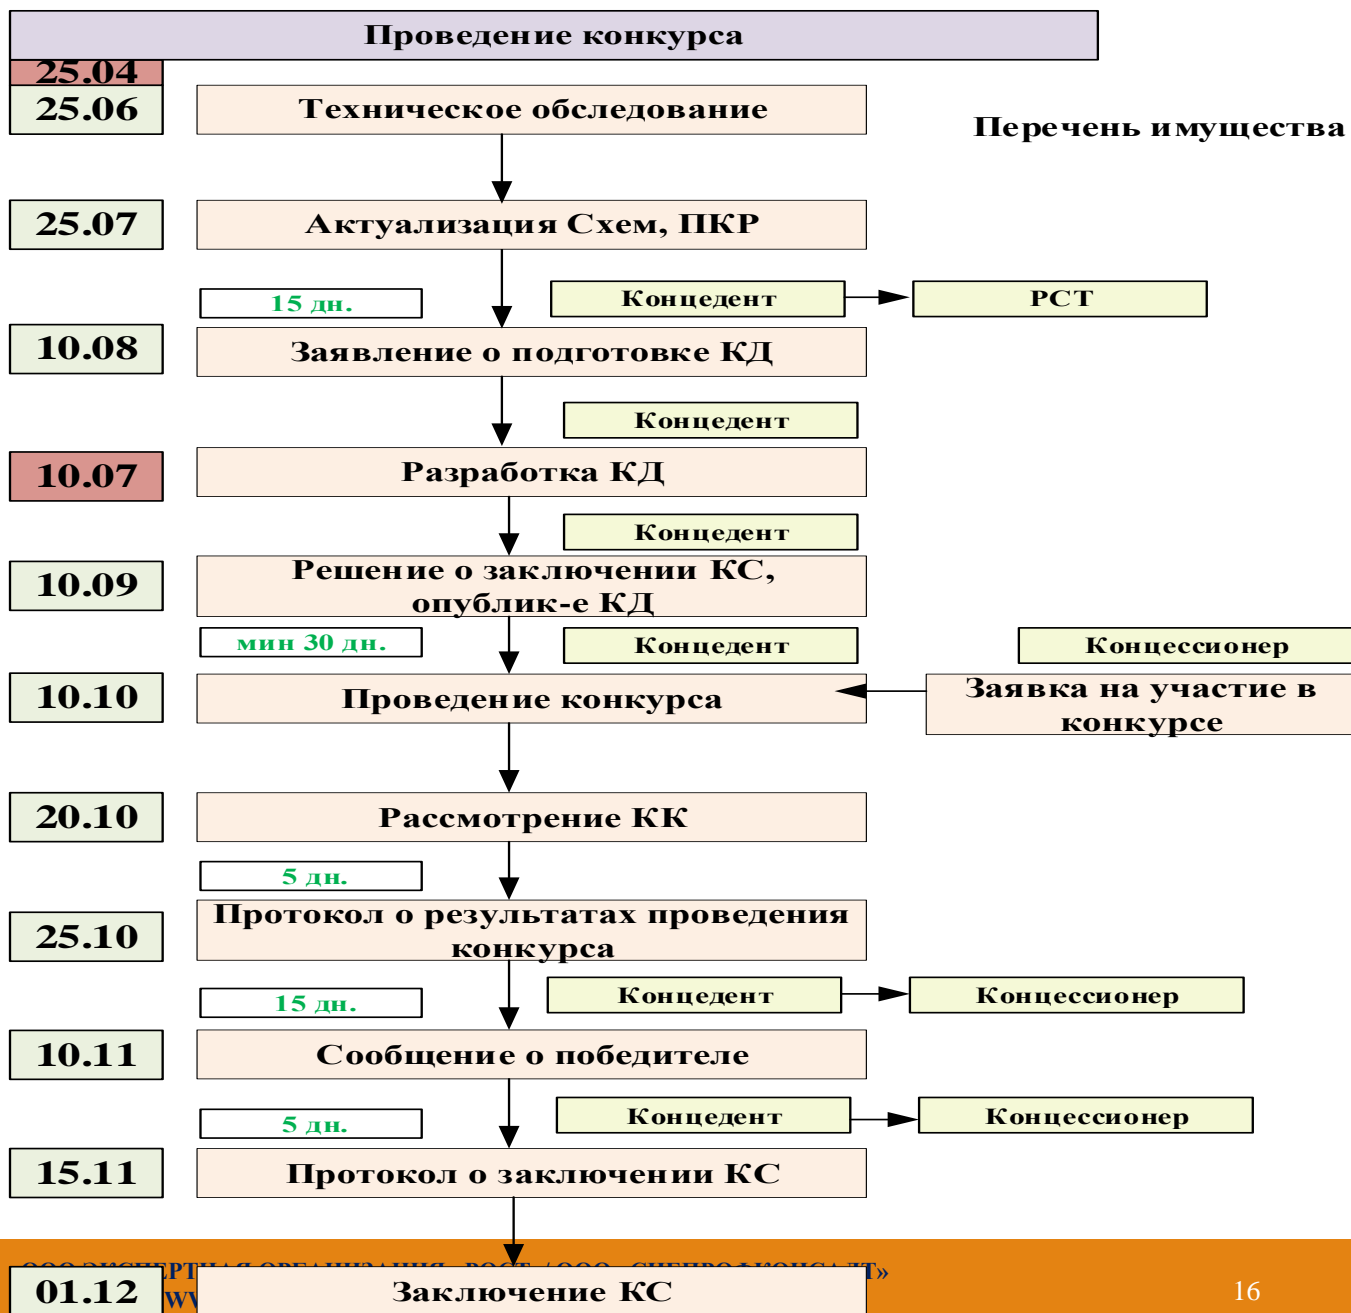 Проведение конкурса
25.04
25.06
Техническое обследование
Перечень имущества
25.07
Актуализация Схем, ПКР
15 дн.
Концедент
РСТ
10.08
Заявление о подготовке КД
Концедент
10.07
Разработка КД
Концедент
10.09
Решение о заключении КС,
опублик-е КД
мин 30 дн.
Концедент
Концессионер
10.10
Проведение конкурса
Заявка на участие в
конкурсе
20.10
Рассмотрение КК
5 дн.
25.10
Протокол о результатах проведения
конкурса
15 дн.
Концедент
Концессионер
10.11
Сообщение о победителе
5 дн.
Концедент
Концессионер
15.11
Протокол о заключении КС
01.12
Заключение КС
16